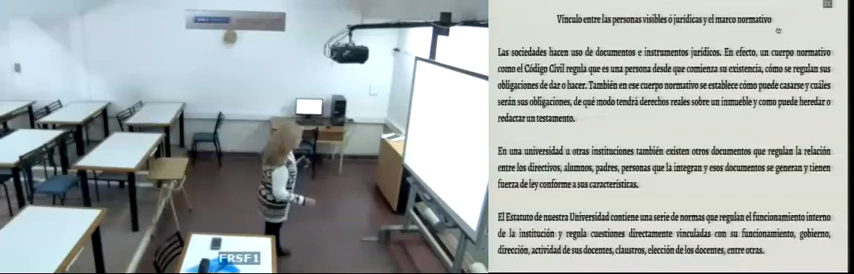 FRSF1
Vínculo entre las personas visibles ó jurídicas y el marco normativo
Las sociedades hacen uso de documentos e instrumentos jurídicos. En efecto, un cuerpo normativo
como el Código Civil regula que es una persona desde que comienza su existencia, cómo se regulan sus
obligaciones de dar o hacer. También en ese cuerpo normativo se establece cómo puede casarse y cuáles
serán sus obligaciones, de qué modo tendrá derechos reales sobre un inmueble y como puede heredar o
redactar un testamento.
En una universidad u otras instituciones también existen otros documentos que regulan la relación
entre los directivos, alumnos, padres, personas que la integran y esos documentos se generan y tienen
fuerza de ley conforme a sus características.
El Estatuto de nuestra Universidad contiene una serie de normas que regulan el funcionamiento interno
de la institución y regula cuestiones directamente vinculadas con su funcionamiento, gobierno,
dirección, actividad de sus docentes, claustros, elección de los docentes, entre otras.